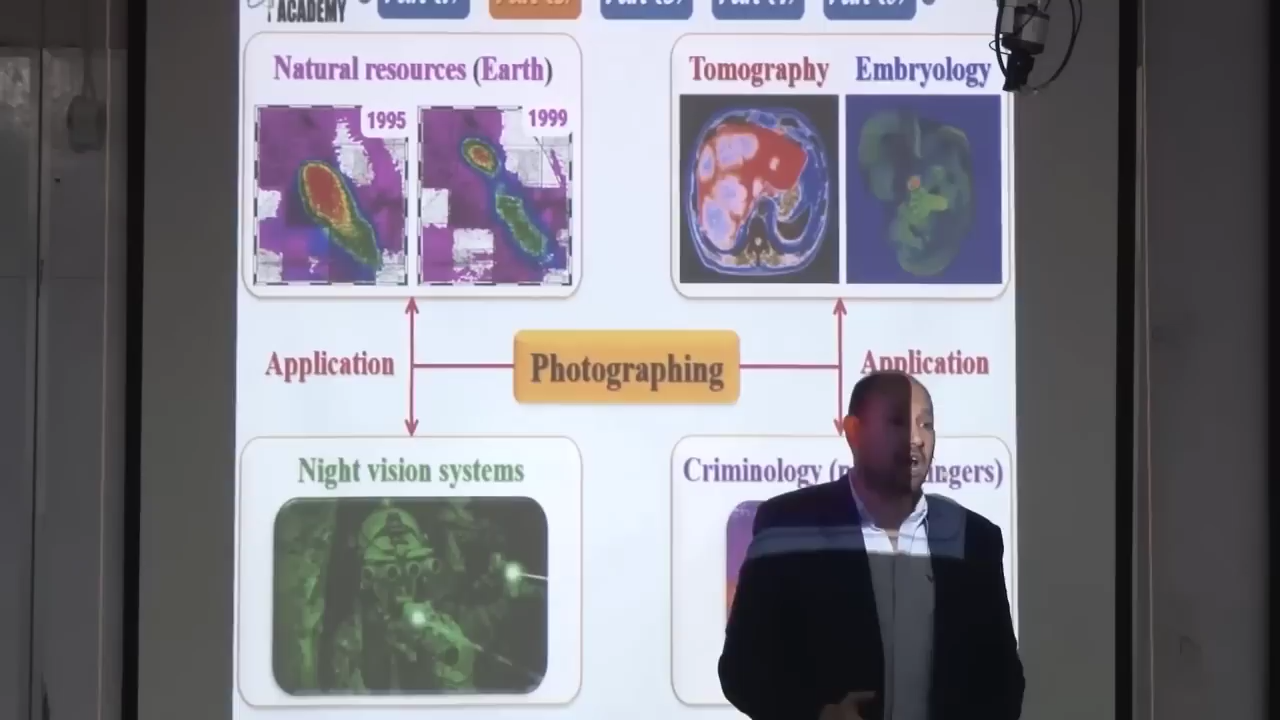 ACADEMY
Natural resources (Earth)
1995
1999
Tomography
Embryology
Application
Photographing
Application
Night vision systems
Criminology